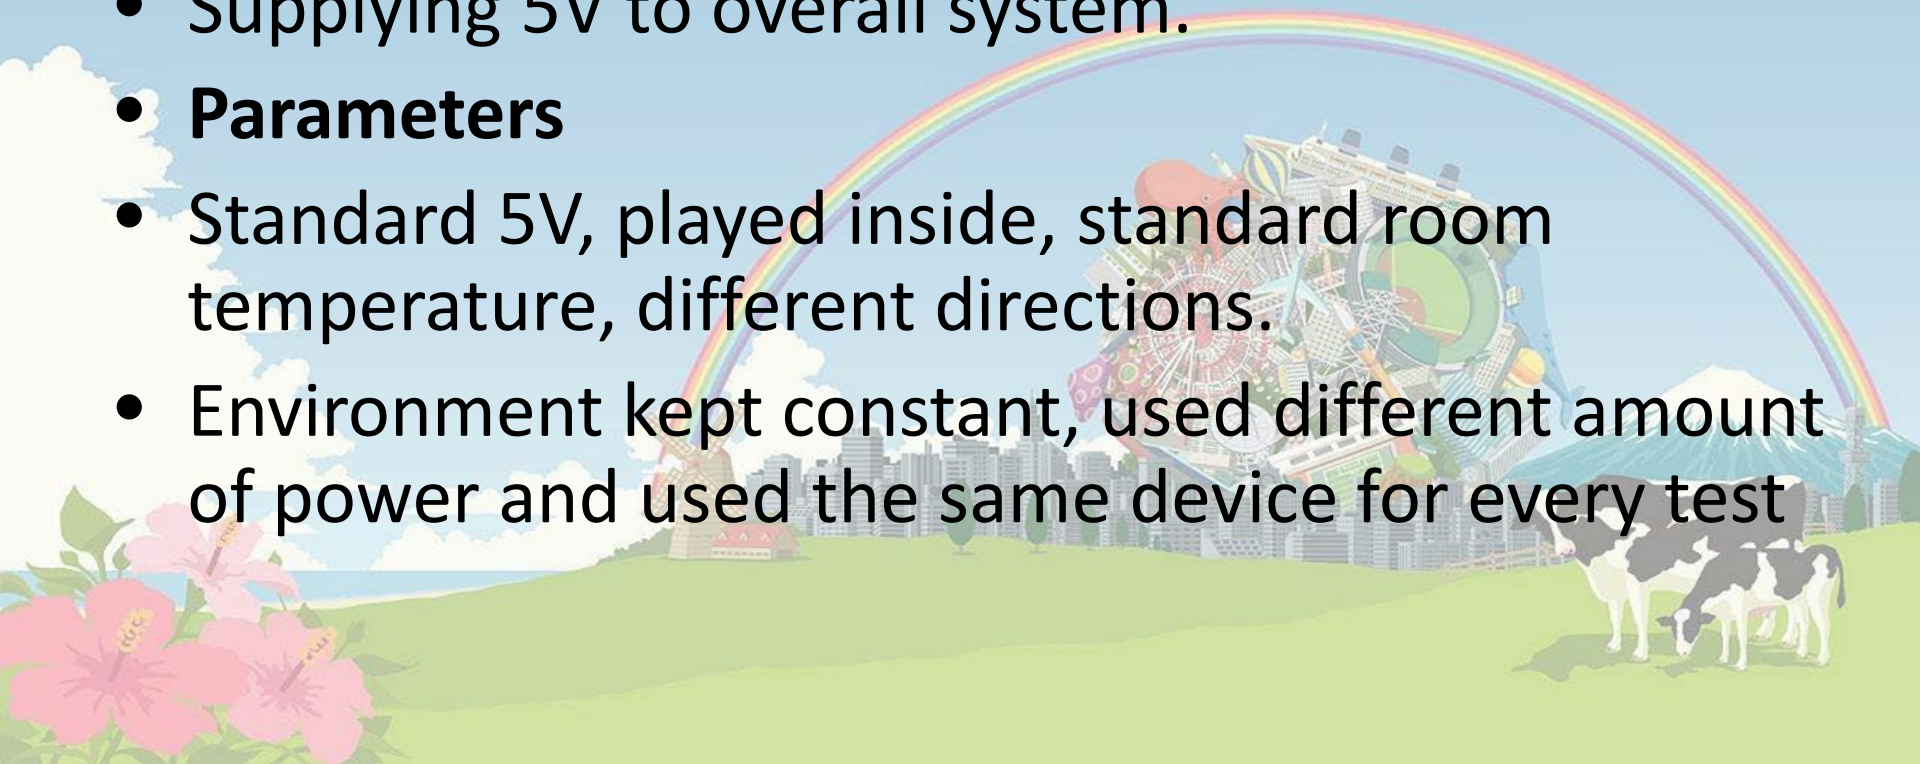 • Supplying 5V to overall system.
• Parameters
• Standard 5V, played inside, standard room
temperature, different directions.
• Environment kept constant, used different amount
of power and used the same device for every test